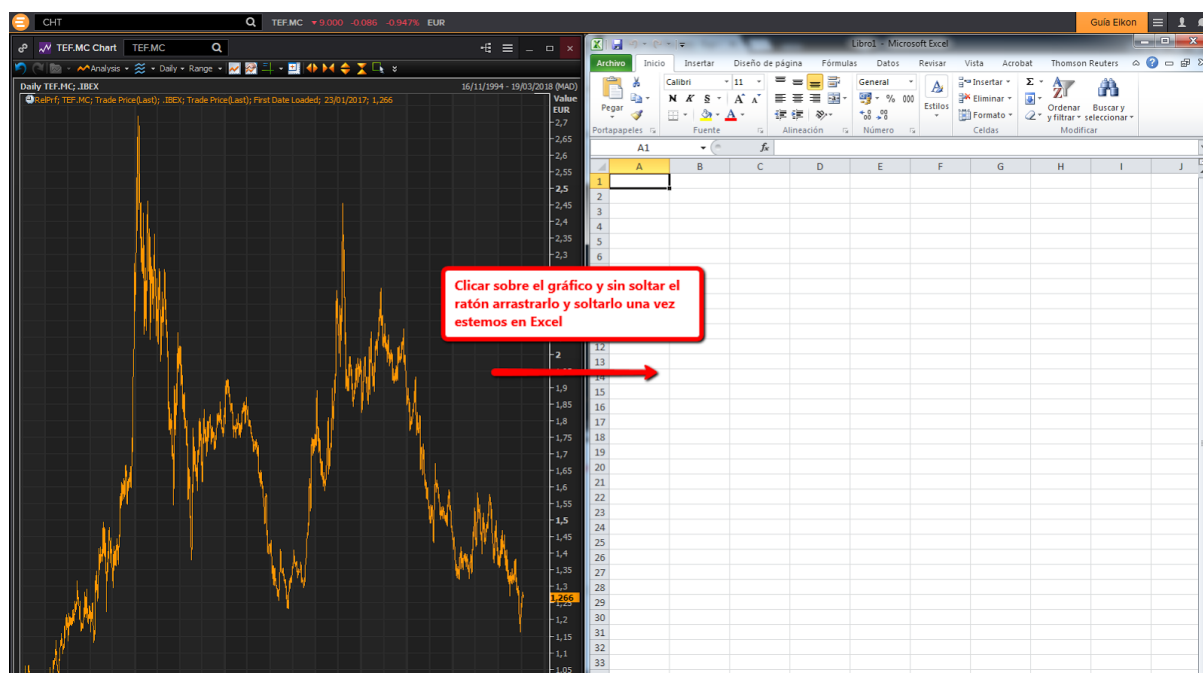 CHT
TEF.MC ▼9.000 -0.086 -0.947% EUR
Guía Eikon
TEF.MC Chart TEF.MC
Analysis Daily Range
Daily TEF.MC; .IBEX
16/11/1994 - 19/03/2018 (MAD)
RelPrf; TEF.MC; Trade Price(Last); .IBEX; Trade Price(Last); First Date Loaded; 23/01/2017; 1,266
Value
EUR
2,7
2,65
2,6
2,55
2,5
2,45
2,4
2,35
2,3
2
1,9
1,85
1,8
1,75
1,7
1,65
1,6
1,55
1,5
1,45
1,4
1,35
1,3
1,266
1,2
1,15
1,1
1,05
Libro1 - Microsoft Excel
Archivo Inicio Insertar Diseño de página Fórmulas Datos Revisar Vista Acrobat Thomson Reuters
Calibri 11
General
Insertar
Eliminar
Formato
N K S
% 000
Pegar
Estilos
Ordenar y filtrar
Buscar y seleccionar
Portapapeles Fuente Alineación Número Celdas Modificar
A1 fx
A B C D E F G H I J
1
2
3
4
5
6
Clicar sobre el gráfico y sin soltar el
ratón arrastrarlo y soltarlo una vez
estemos en Excel
12
13
14
15
16
17
18
19
20
21
22
23
24
25
26
27
28
29
30
31
32
33